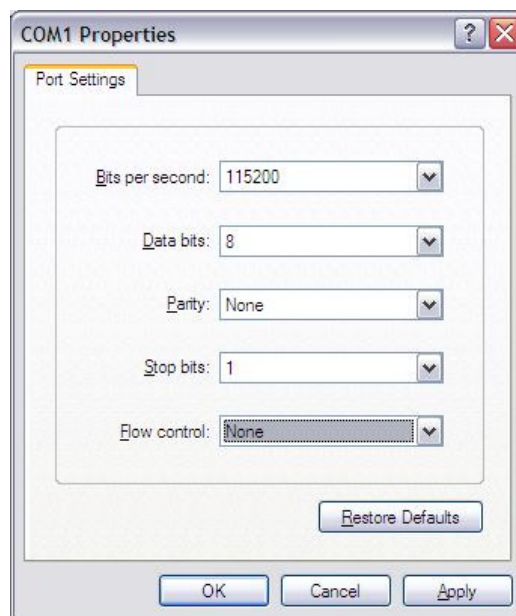 COM1 Properties
Port Settings
Bits per second: 115200
Data bits: 8
Parity: None
Stop bits: 1
Flow control: None
Restore Defaults
OK Cancel Apply